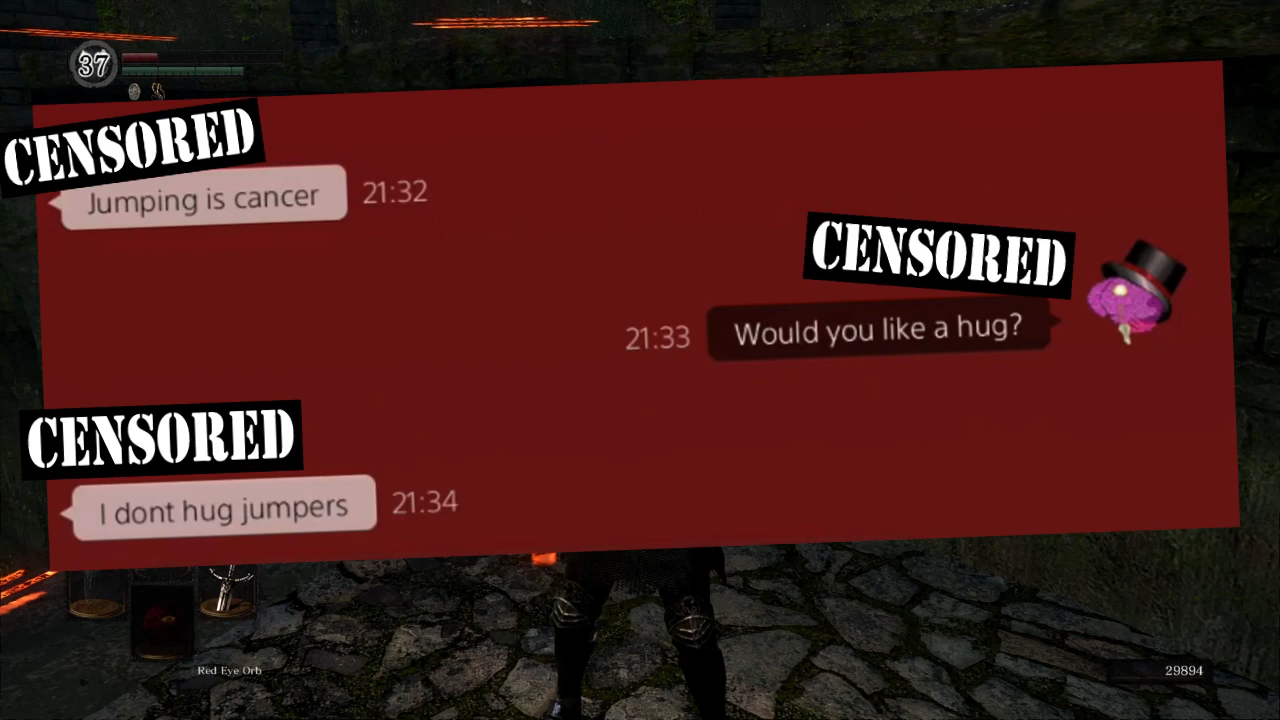 37
CENSORED
Jumping is cancer 21:32
CENSORED
21:33 Would you like a hug?
CENSORED
I dont hug jumpers 21:34
Red Eye Orb
29894